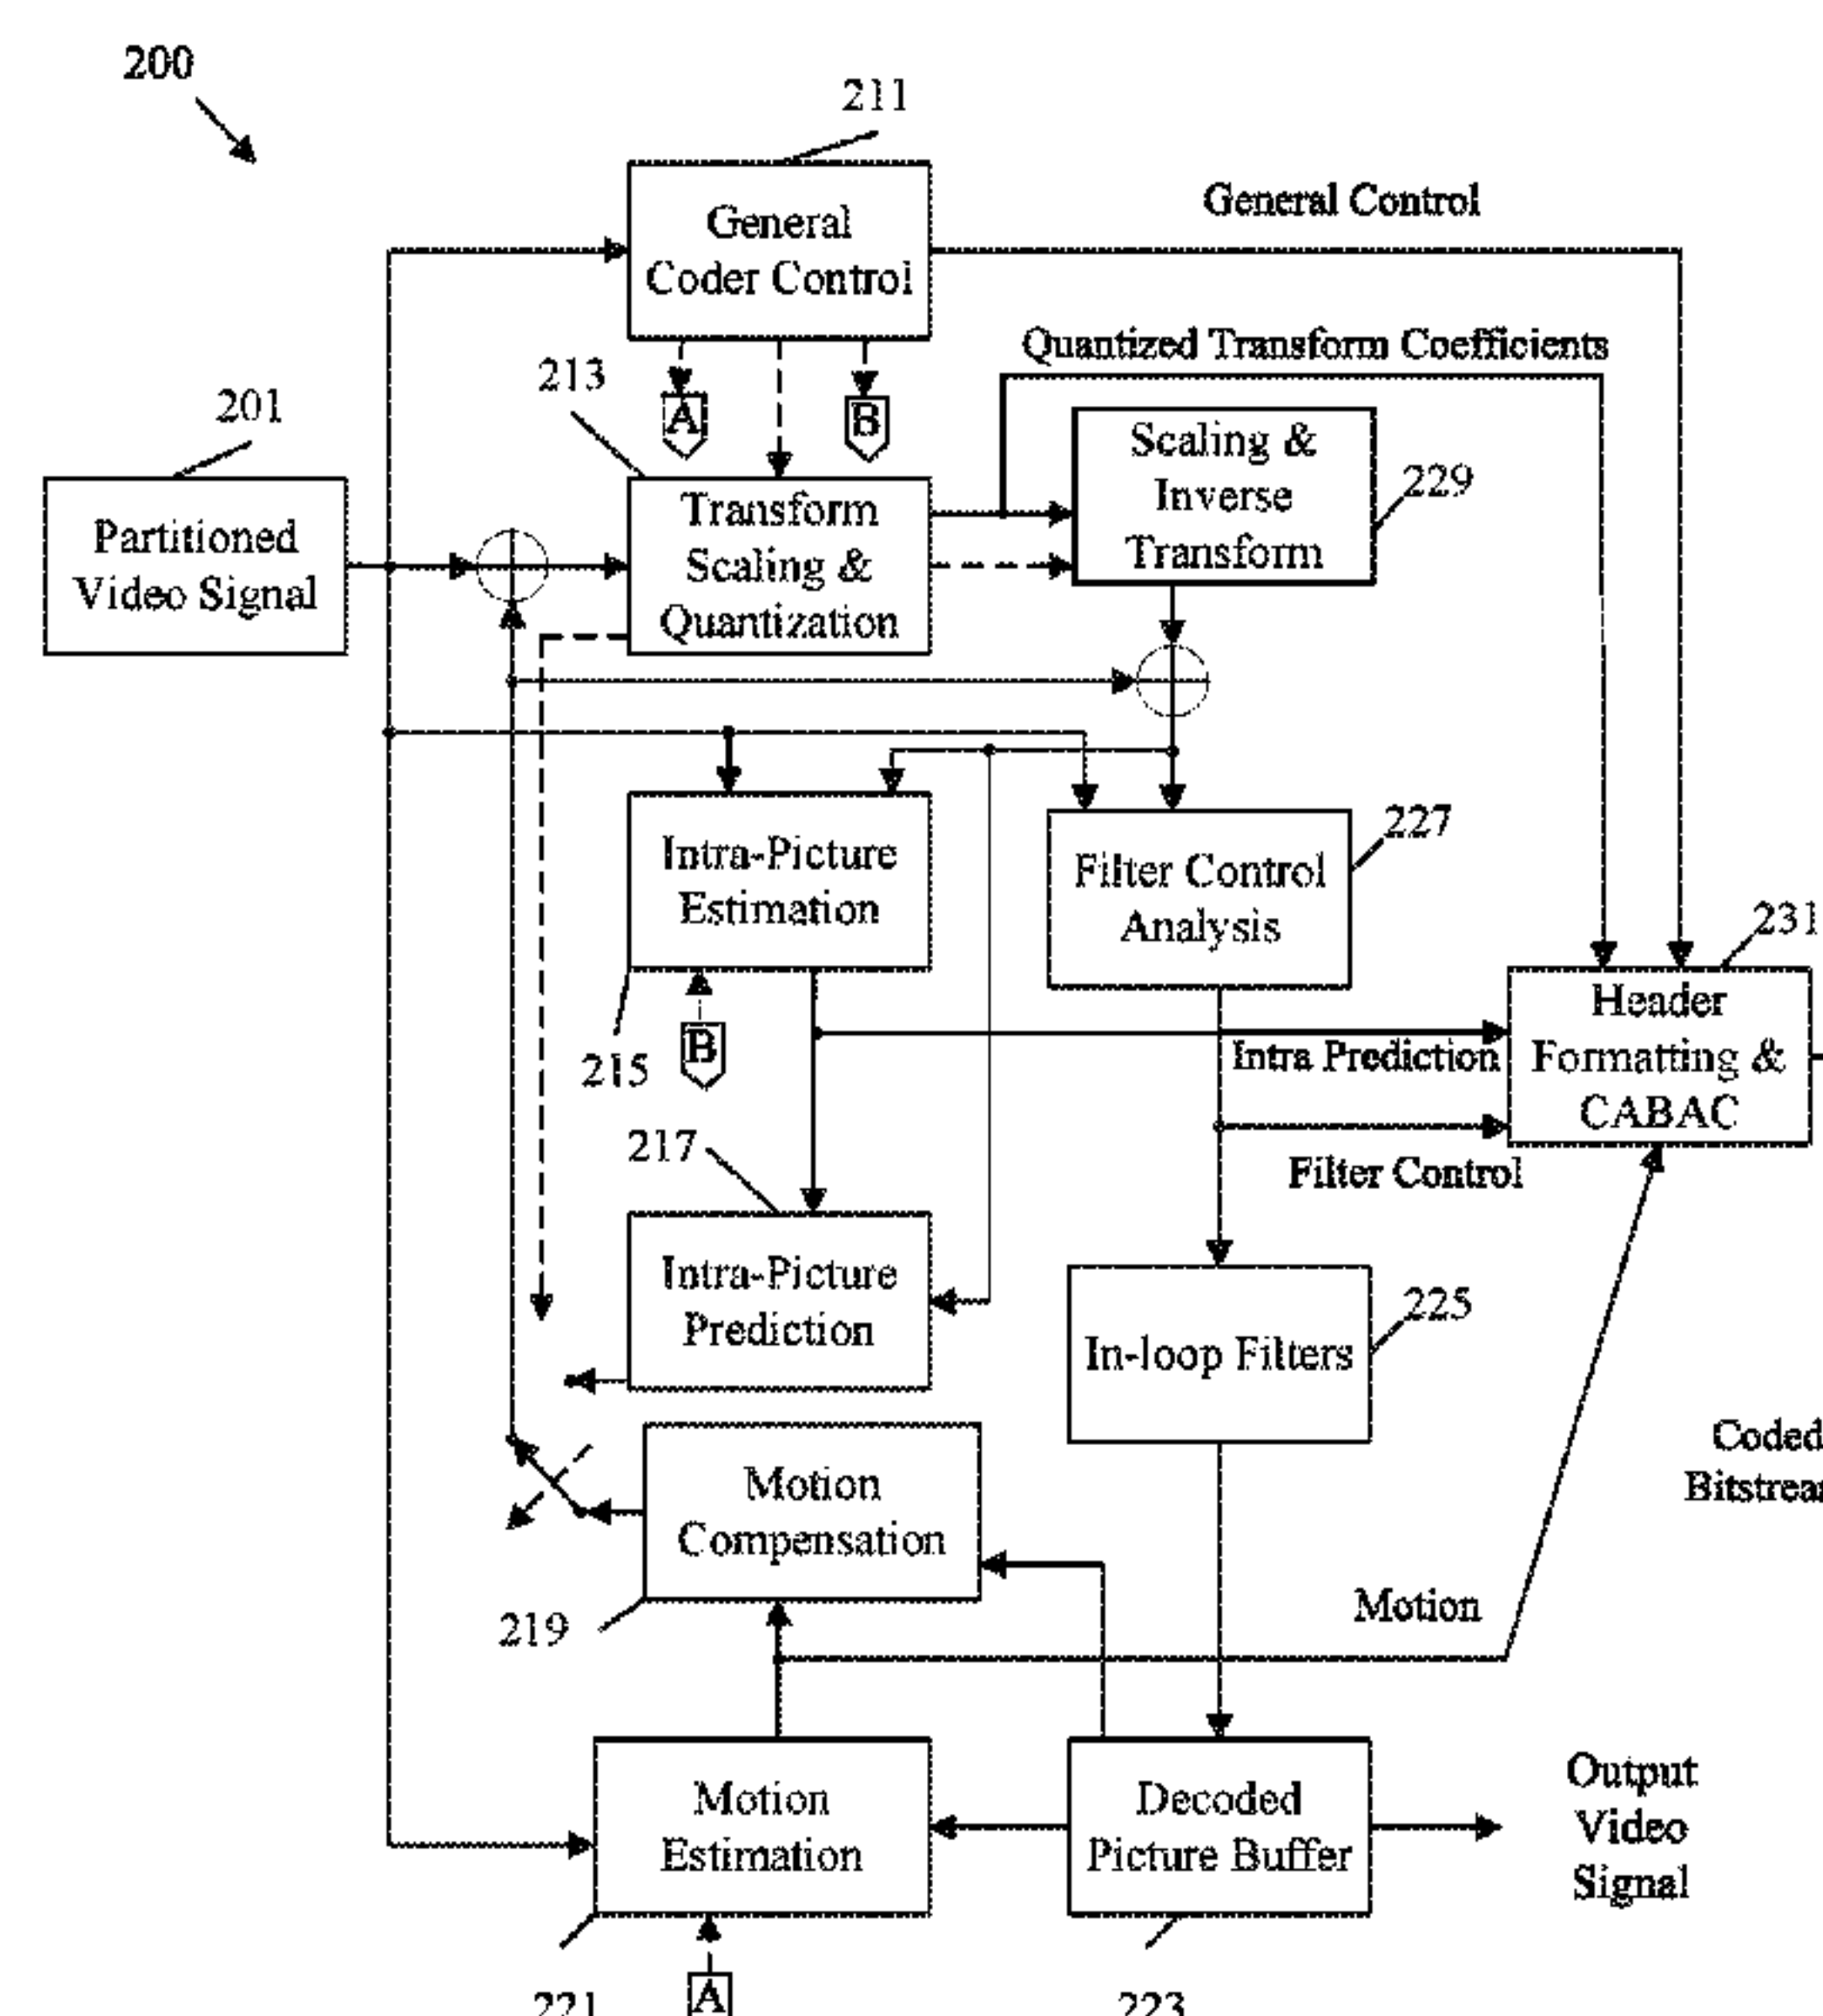 200
211
General
Coder Control
General Control
Quantized Transform Coefficients
213
A
B
201
Partitioned
Video Signal
Transform
Scaling &
Quantization
Scaling &
Inverse
Transform
229
Intra-Picture
Estimation
227
Filter Control
Analysis
231
Header
Formatting &
CABAC
215
B
Intra Prediction
217
Filter Control
Intra-Picture
Prediction
225
In-loop Filters
Motion
Compensation
Coded
Bitstream
219
Motion
Motion
Estimation
Decoded
Picture Buffer
Output
Video
Signal
221
A
223